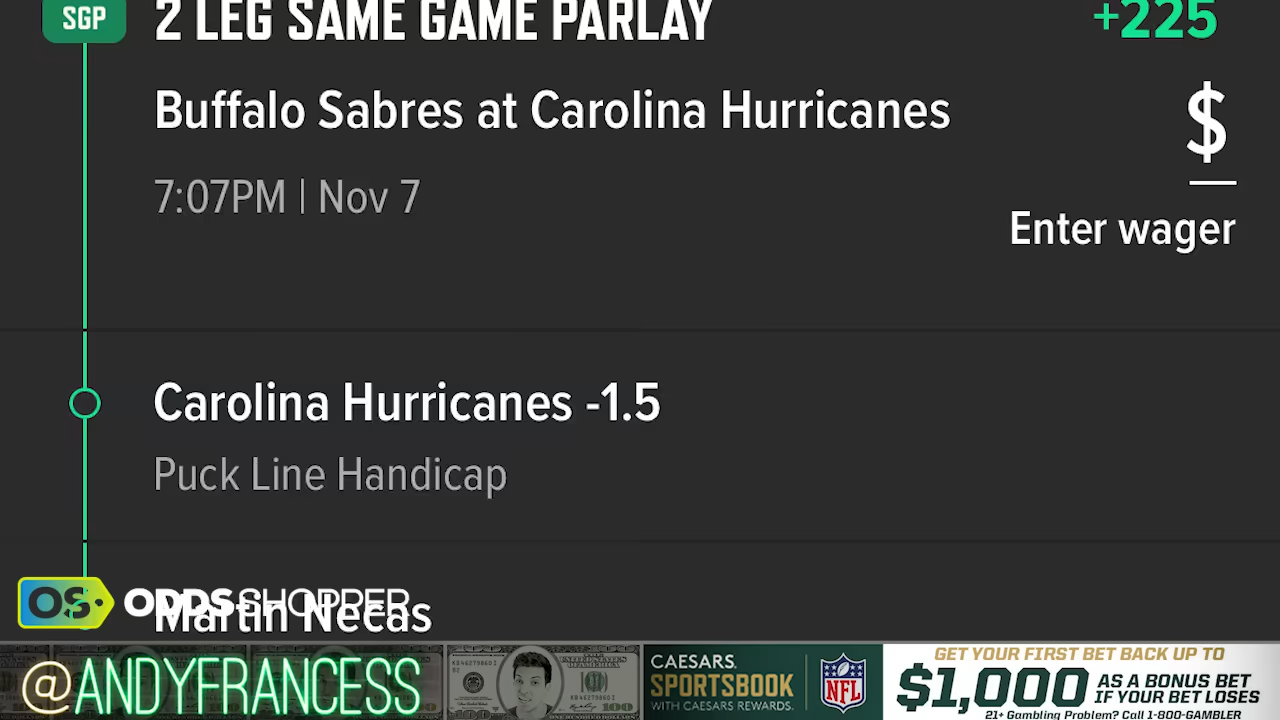 SGP 2 LEG SAME GAME PARLAY +225
Buffalo Sabres at Carolina Hurricanes $
7:07PM | Nov 7
Enter wager
Carolina Hurricanes -1.5
Puck Line Handicap
OS ODDSSHOPPER
Martin Necas
@ANDYFRANCESS
KB46279860I
100
CAESARS
SPORTSBOOK
WITH CAESARS REWARDS.
NFL
GET YOUR FIRST BET BACK UP TO
$1,000 AS A BONUS BET
IF YOUR BET LOSES
21+ Gambling Problem? Call 1-800-GAMBLER